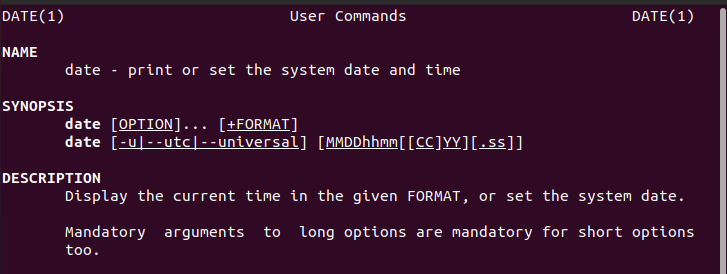 DATE(1) User Commands DATE(1)
NAME
date - print or set the system date and time
SYNOPSIS
date [OPTION]... [+FORMAT]
date [-u|--utc|--universal] [MMDDhhmm[[CC]YY][.ss]]
DESCRIPTION
Display the current time in the given FORMAT, or set the system date.
Mandatory arguments to long options are mandatory for short options
too.